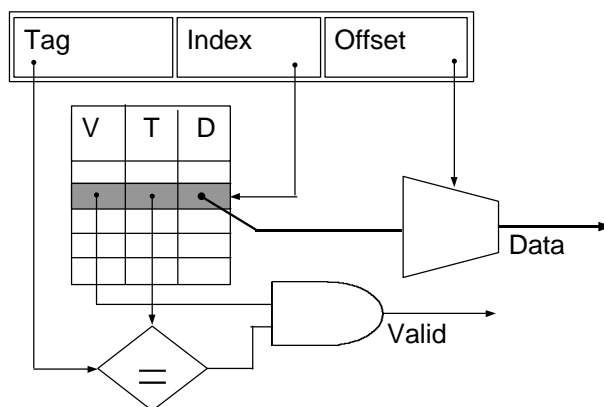 Tag Index Offset
V T D
Data
Valid
=